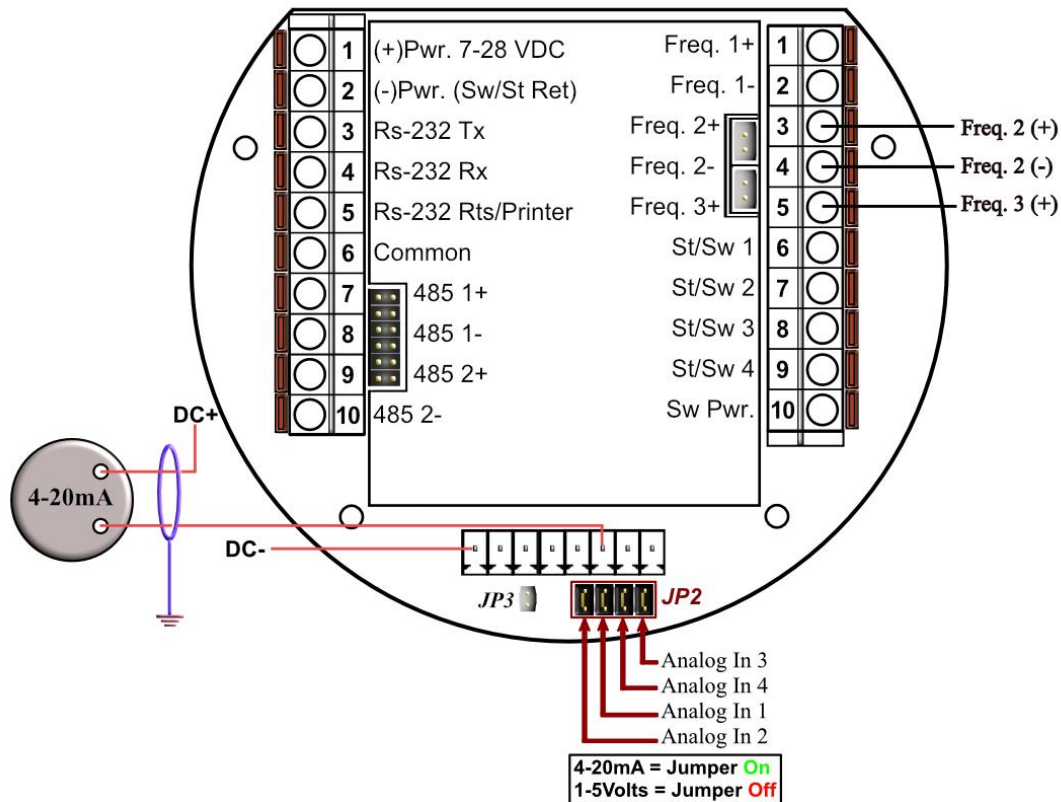 1 (+)Pwr. 7-28 VDC
2 (-)Pwr. (Sw/St Ret)
3 Rs-232 Tx
4 Rs-232 Rx
5 Rs-232 Rts/Printer
6 Common
7 485 1+
8 485 1-
9 485 2+
10 485 2-
Freq. 1+ 1
Freq. 1- 2
Freq. 2+ 3 Freq. 2 (+)
Freq. 2- 4 Freq. 2 (-)
Freq. 3+ 5 Freq. 3 (+)
St/Sw 1 6
St/Sw 2 7
St/Sw 3 8
St/Sw 4 9
Sw Pwr. 10
DC+
4-20mA
DC-
JP3
JP2
Analog In 3
Analog In 4
Analog In 1
Analog In 2
4-20mA = Jumper On
1-5Volts = Jumper Off